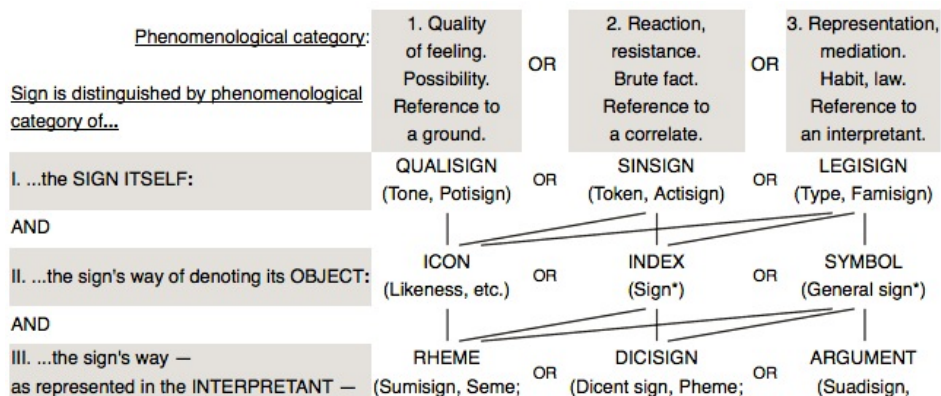 Phenomenological category:
1. Quality
of feeling.
Possibility.
Reference to
a ground.
OR
2. Reaction,
resistance.
Brute fact.
Reference to
a correlate.
OR
3. Representation,
mediation.
Habit, law.
Reference to
an interpretant.
Sign is distinguished by phenomenological
category of...
I. ...the SIGN ITSELF:
QUALISIGN
(Tone, Potisign)
OR
SINSIGN
(Token, Actisign)
OR
LEGISIGN
(Type, Famisign)
AND
II. ...the sign's way of denoting its OBJECT:
ICON
(Likeness, etc.)
OR
INDEX
(Sign*)
OR
SYMBOL
(General sign*)
AND
III. ...the sign's way —
as represented in the INTERPRETANT —
RHEME
(Sumisign, Seme;
OR
DICISIGN
(Dicent sign, Pheme;
OR
ARGUMENT
(Suadisign,